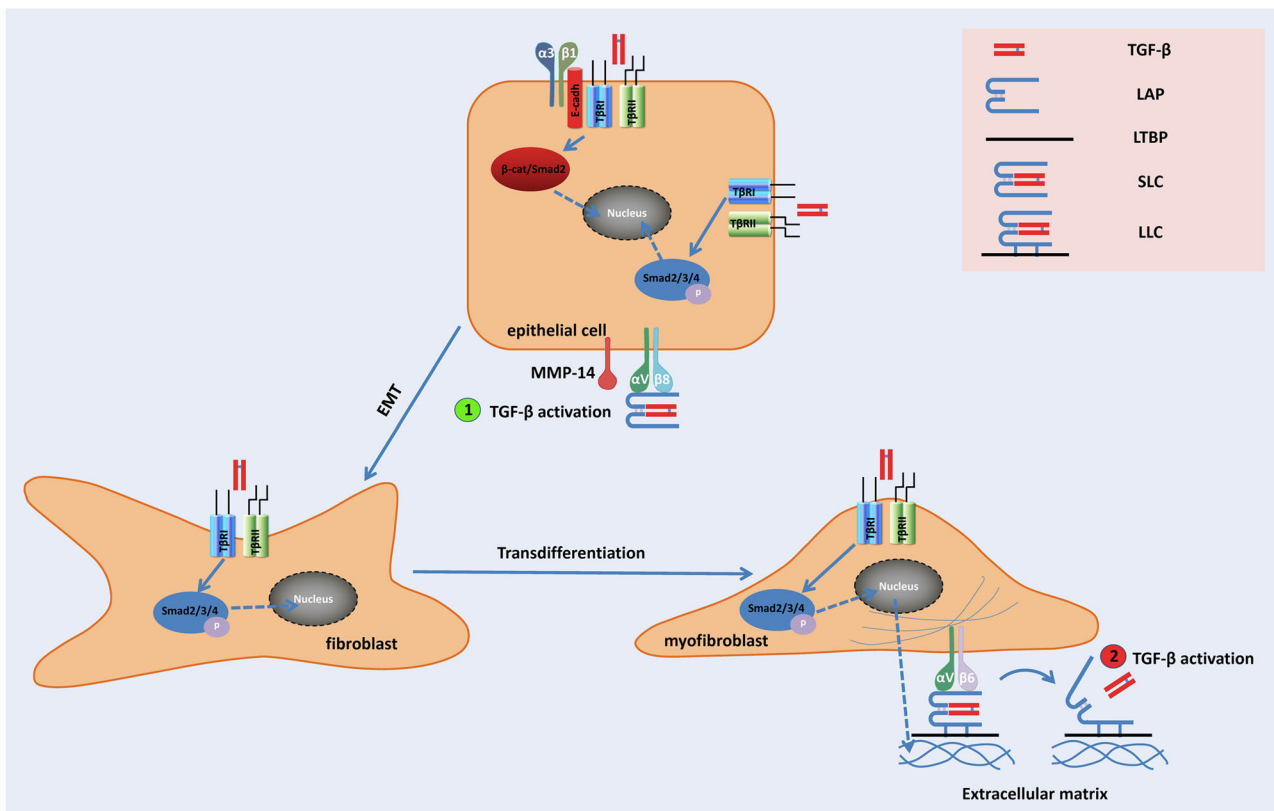 α3 β1
E-cadh
TβRI
TβRII
β-cat/Smad2
Nucleus
TβRI
TβRII
Smad2/3/4
P
epithelial cell
MMP-14
αV β8
1 TGF-β activation
TGF-β
LAP
LTBP
SLC
LLC
EMT
TβRI
TβRII
Smad2/3/4
P
Nucleus
fibroblast
Transdifferentiation
TβRI
TβRII
Nucleus
Smad2/3/4
P
myofibroblast
αV β6
2 TGF-β activation
Extracellular matrix